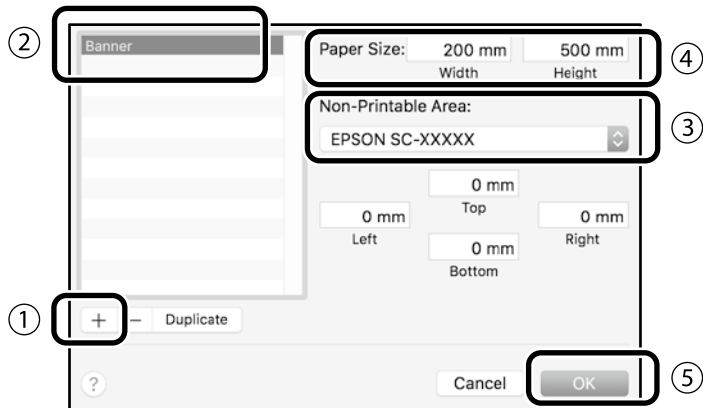 ②
Banner
Paper Size: 200 mm 500 mm
Width Height
④
Non-Printable Area:
EPSON SC-XXXXX
③
0 mm
Top
0 mm 0 mm
Left Right
0 mm
Bottom
①
+ − Duplicate
? Cancel OK
⑤